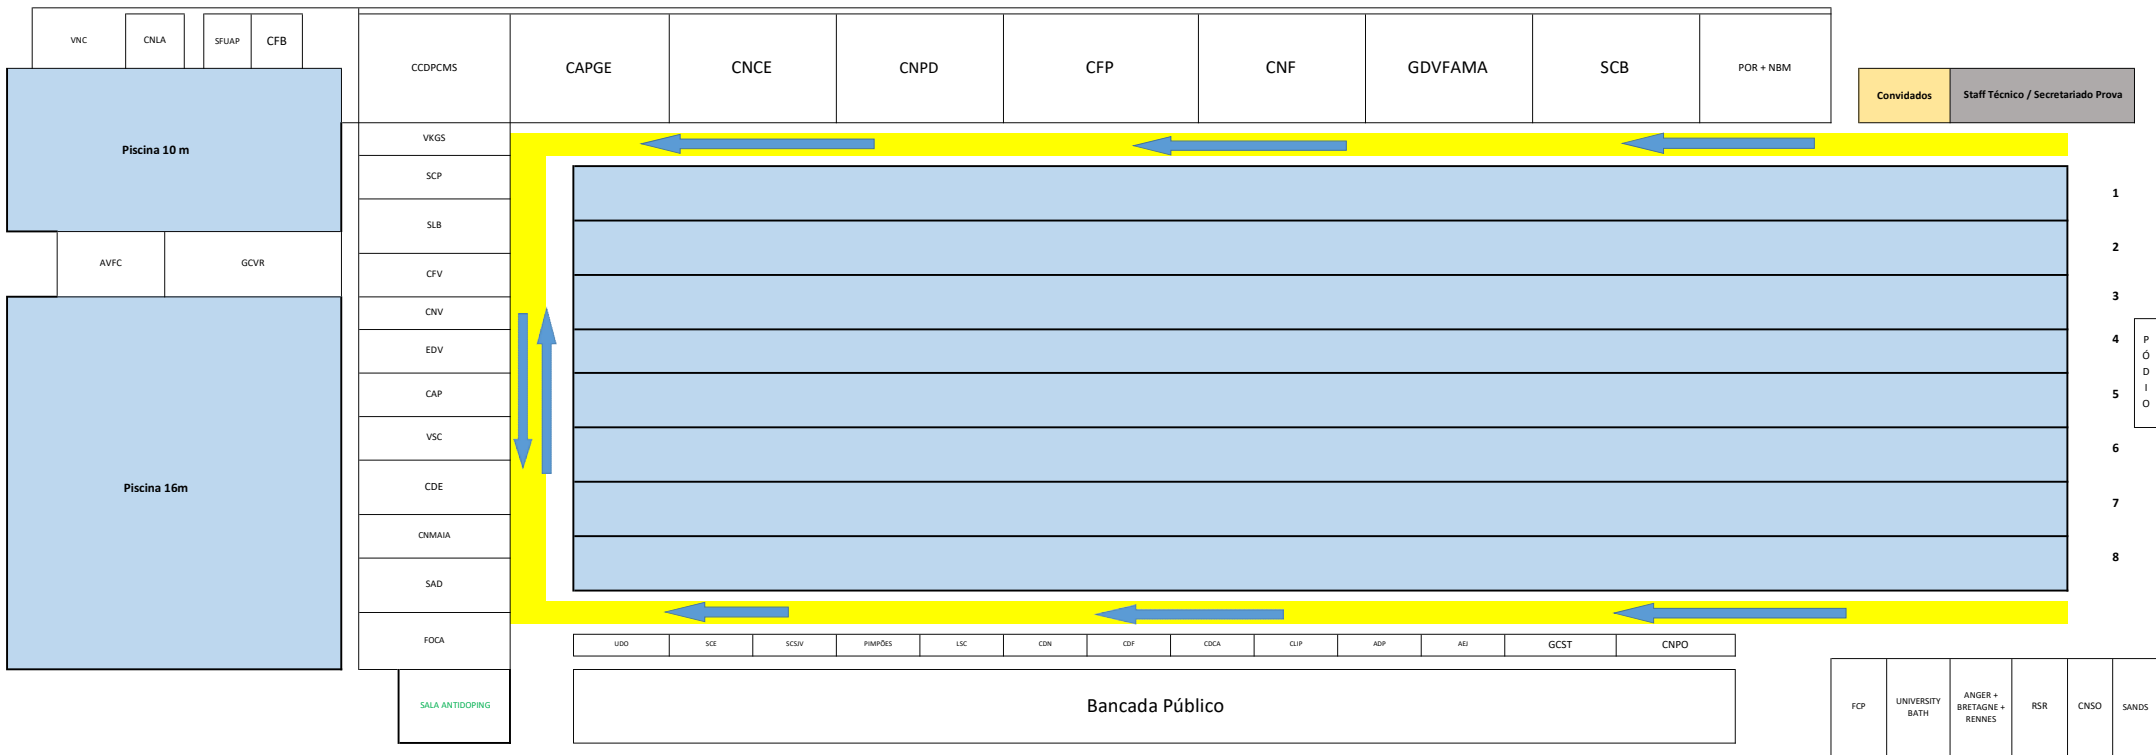 VNC
CNLA
SFUAP
CFB
CCDPCMS
CAPGE
CNCE
CNPD
CFP
CNF
GDVFAMA
SCB
POR + NBM
Convidados
Staff Técnico / Secretariado Prova
Piscina 10 m
VKGS
SCP
SLB
CFV
CNV
EDV
CAP
VSC
CDE
CNMAIA
SAD
FOCA
AVFC
GCVR
Piscina 16m
1
2
3
4
5
6
7
8
P
Ó
D
I
O
UDO
SCE
SCSJV
PIMPÕES
LSC
CDN
CDF
CDCA
CLIP
ADP
AEJ
GCST
CNPO
SALA ANTIDOPING
Bancada Público
FCP
UNIVERSITY
BATH
ANGER +
BRETAGNE +
RENNES
RSR
CNSO
SANDS